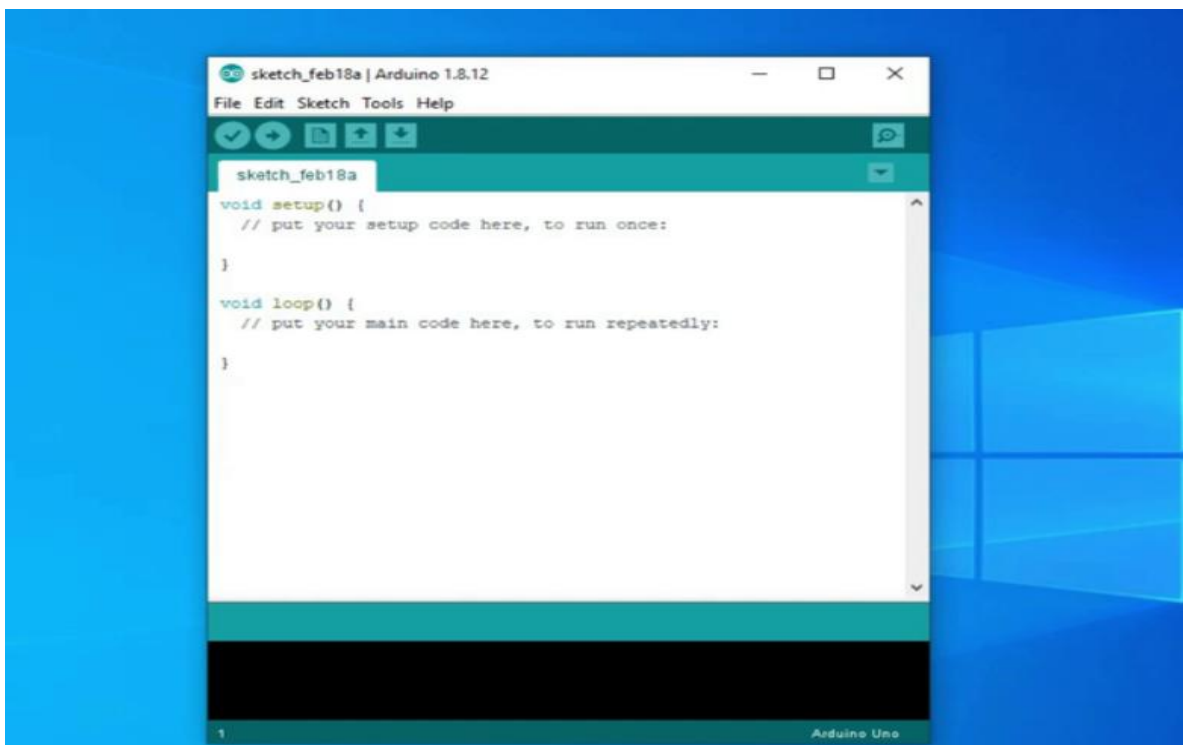 sketch_feb18a | Arduino 1.8.12
File Edit Sketch Tools Help
sketch_feb18a
void setup() {
  // put your setup code here, to run once:
}
void loop() {
  // put your main code here, to run repeatedly:
}
1 Arduino Uno